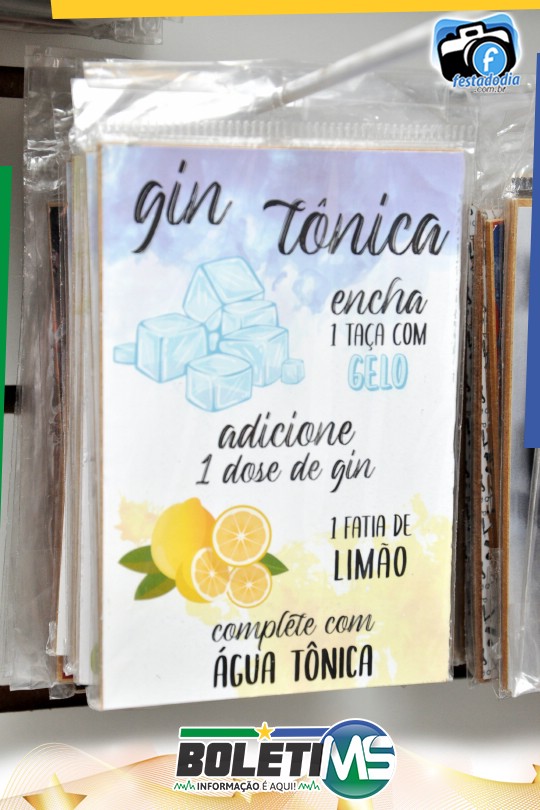 festadodia
.com.br
gin tônica
encha
1 TAÇA COM
GELO
adicione
1 dose de gin
1 FATIA DE
LIMÃO
complete com
ÁGUA TÔNICA
BOLETIMS
INFORMAÇÃO É AQUI!